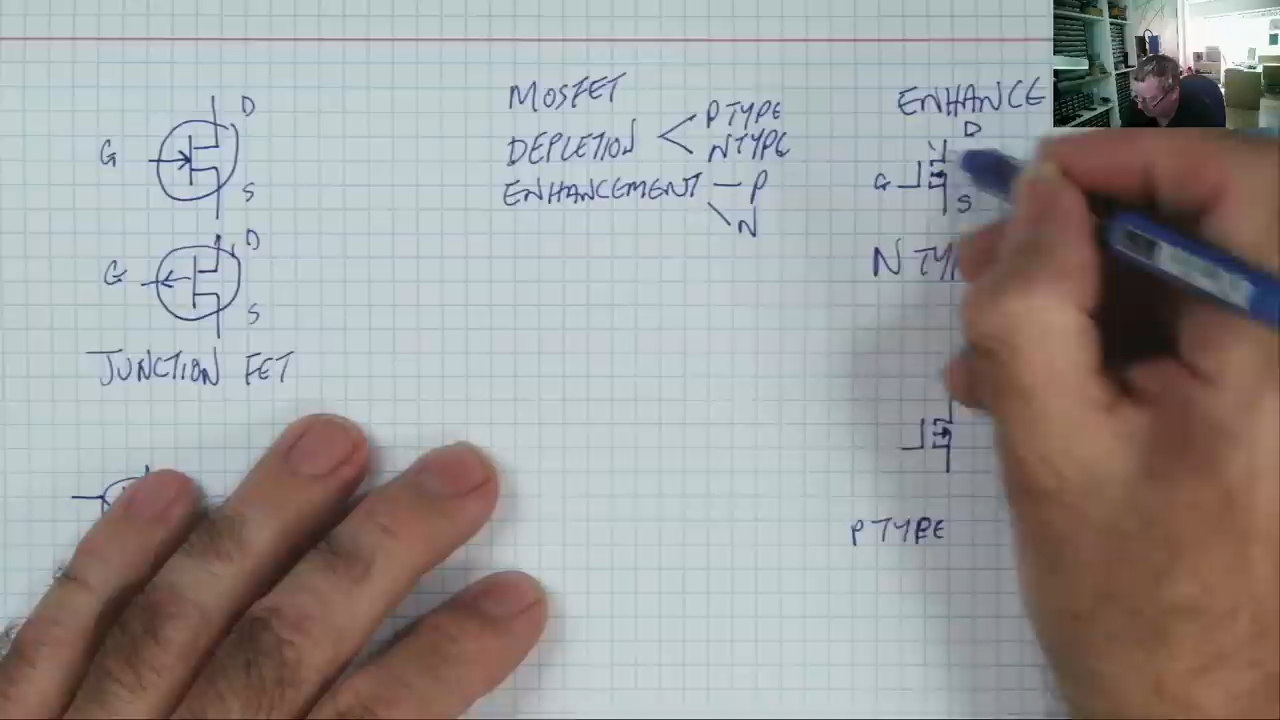 D
G
S
D
G
S
JUNCTION FET
MOSFET
DEPLETION < P TYPE
N TYPE
ENHANCEMENT — P
N
ENHANCE
D
G
S
N TY
P TYPE